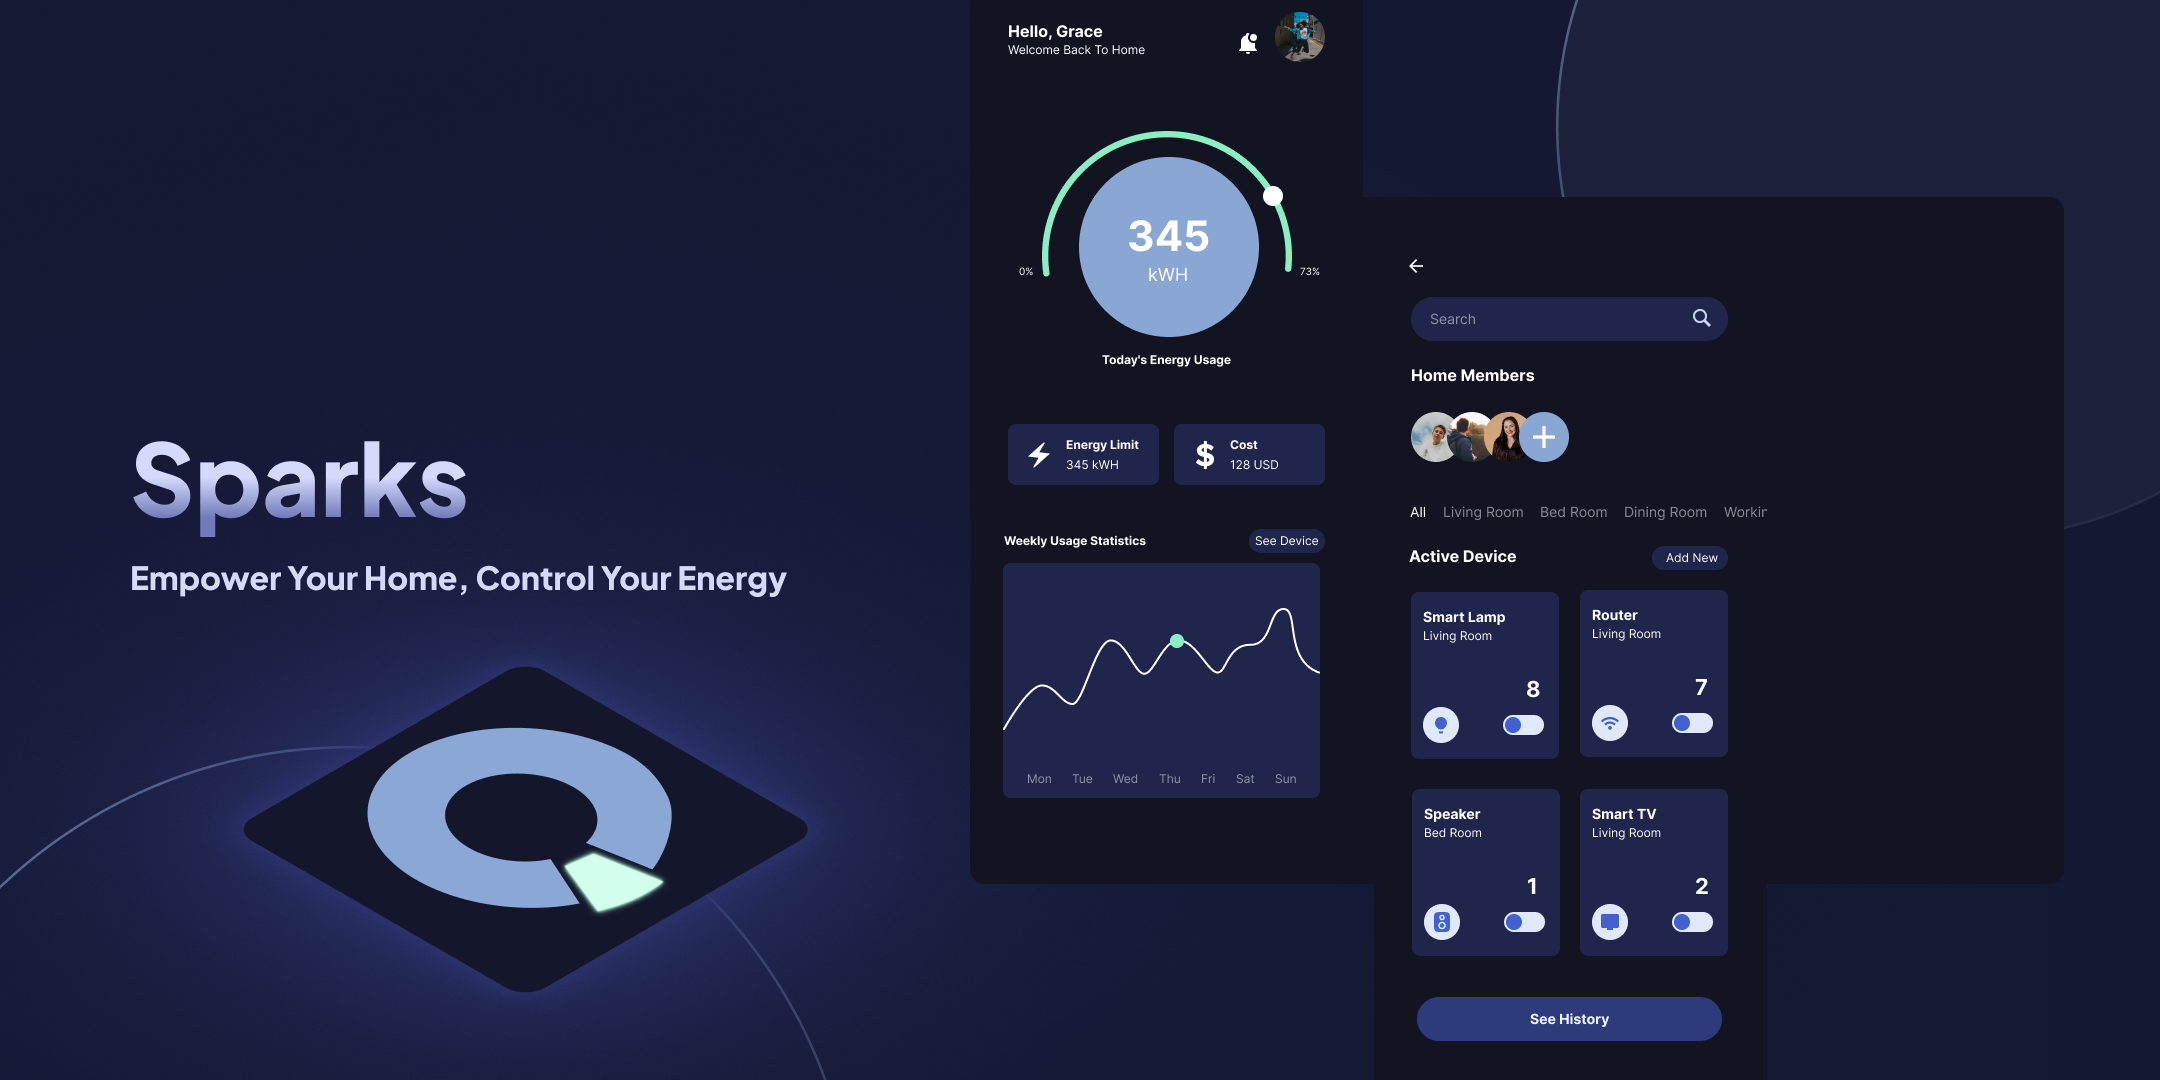 Sparks
Empower Your Home, Control Your Energy
Hello, Grace
Welcome Back To Home
345
kWH
0%
73%
Today's Energy Usage
Energy Limit
345 kWH
Cost
128 USD
Weekly Usage Statistics
See Device
Mon Tue Wed Thu Fri Sat Sun
Search
Home Members
All Living Room Bed Room Dining Room Workin
Active Device
Add New
Smart Lamp
Living Room
8
Router
Living Room
7
Speaker
Bed Room
1
Smart TV
Living Room
2
See History